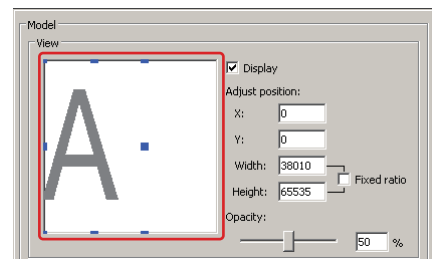 Model
View
A
Display
Adjust position:
X: 0
Y: 0
Width: 38010
Height: 65535
Fixed ratio
Opacity:
50 %